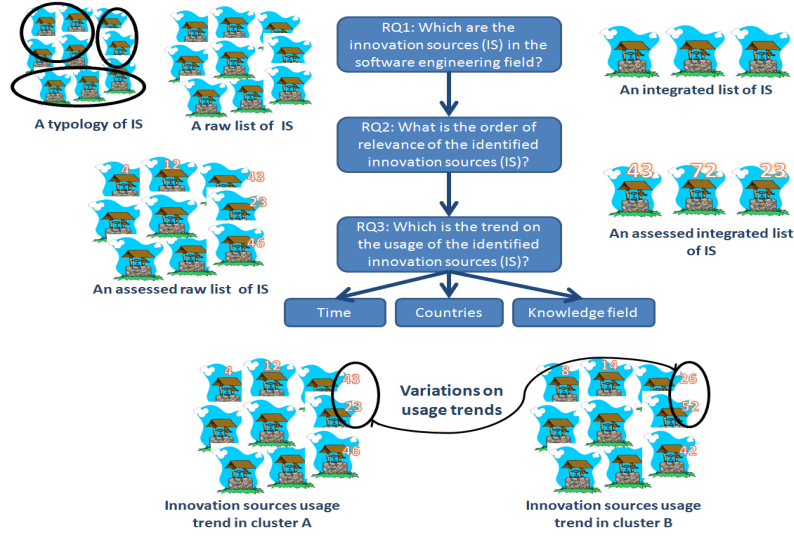 RQ1: Which are the
innovation sources (IS) in the
software engineering field?
A typology of IS
A raw list of  IS
An integrated list of IS
RQ2: What is the order of
relevance of the identified
innovation sources (IS)?
4
12
43
23
46
An assessed raw list  of IS
43
72
23
An assessed integrated list
of IS
RQ3: Which is the trend on
the usage of the identified
innovation sources (IS)?
Time
Countries
Knowledge field
4
12
43
23
46
Variations on
usage trends
8
14
26
52
42
Innovation sources usage
trend in cluster A
Innovation sources usage
trend in cluster B